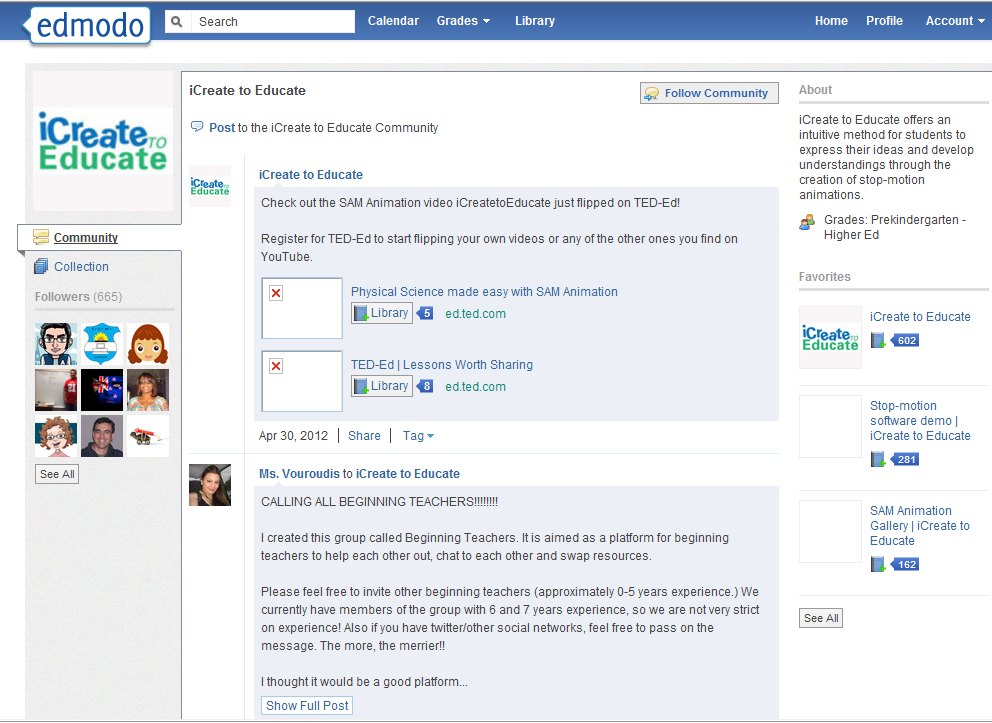 edmodo
Search
Calendar
Grades
Library
Home
Profile
Account
iCreate TO
Educate
Community
Collection
Followers (665)
See All
iCreate to Educate
Follow Community
Post to the iCreate to Educate Community
iCreate to
Educate
iCreate to Educate
Check out the SAM Animation video iCreatetoEducate just flipped on TED-Ed!
Register for TED-Ed to start flipping your own videos or any of the other ones you find on
YouTube.
Physical Science made easy with SAM Animation
Library 5 ed.ted.com
TED-Ed | Lessons Worth Sharing
Library 8 ed.ted.com
Apr 30, 2012 | Share | Tag
Ms. Vouroudis to iCreate to Educate
CALLING ALL BEGINNING TEACHERS!!!!!!!!
I created this group called Beginning Teachers. It is aimed as a platform for beginning
teachers to help each other out, chat to each other and swap resources.
Please feel free to invite other beginning teachers (approximately 0-5 years experience.) We
currently have members of the group with 6 and 7 years experience, so we are not very strict
on experience! Also if you have twitter/other social networks, feel free to pass on the
message. The more, the merrier!!
I thought it would be a good platform...
Show Full Post
About
iCreate to Educate offers an
intuitive method for students to
express their ideas and develop
understandings through the
creation of stop-motion
animations.
Grades: Prekindergarten -
Higher Ed
Favorites
iCreate TO
Educate
iCreate to Educate
602
Stop-motion
software demo |
iCreate to Educate
281
SAM Animation
Gallery | iCreate to
Educate
162
See All